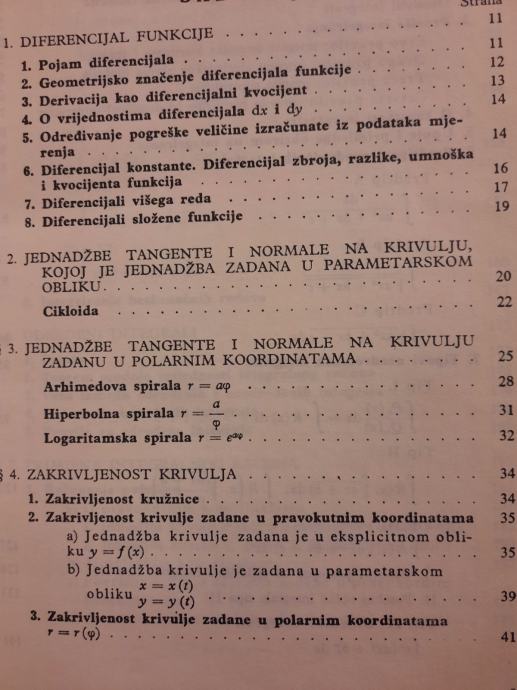 Strana
1. DIFERENCIJAL FUNKCIJE . . . . . . . . . . . . 11
1. Pojam diferencijala . . . . . . . . . . . . 11
2. Geometrijsko značenje diferencijala funkcije . . . . 12
3. Derivacija kao diferencijalni kvocijent . . . . . . 13
4. O vrijednostima diferencijala dx i dy . . . . . . 14
5. Određivanje pogreške veličine izračunate iz podataka mje-
renja . . . . . . . . . . . . 14
6. Diferencijal konstante. Diferencijal zbroja, razlike, umnoška
i kvocijenta funkcija . . . . . . . . . . . . 16
7. Diferencijali višega reda . . . . . . . . . . 17
8. Diferencijali složene funkcije . . . . . . . . 19
2. JEDNADŽBE TANGENTE I NORMALE NA KRIVULJU,
KOJOJ JE JEDNADŽBA ZADANA U PARAMETARSKOM
OBLIKU. . . . . . . . . . . . . 20
Cikloida . . . . . . . . . . . . 22
§ 3. JEDNADŽBE TANGENTE I NORMALE NA KRIVULJU
ZADANU U POLARNIM KOORDINATAMA . . . . . . . . 25
Arhimedova spirala r = aφ . . . . . . . . . . 28
Hiperbolna spirala r = a/φ . . . . . . . . . . 31
Logaritamska spirala r = e^aφ . . . . . . . . . . 32
§ 4. ZAKRIVLJENOST KRIVULJA . . . . . . . . . . 34
1. Zakrivljenost kružnice . . . . . . . . . . . . 34
2. Zakrivljenost krivulje zadane u pravokutnim koordinatama 35
a) Jednadžba krivulje zadana je u eksplicitnom obli-
ku y = f (x) . . . . . . . . . . . . 35
b) Jednadžba krivulje je zadana u parametarskom
obliku x = x (t)
y = y (t) . . . . . . . . . . . . 39
3. Zakrivljenost krivulje zadane u polarnim koordinatama
r = r (φ) . . . . . . . . . . . . 41